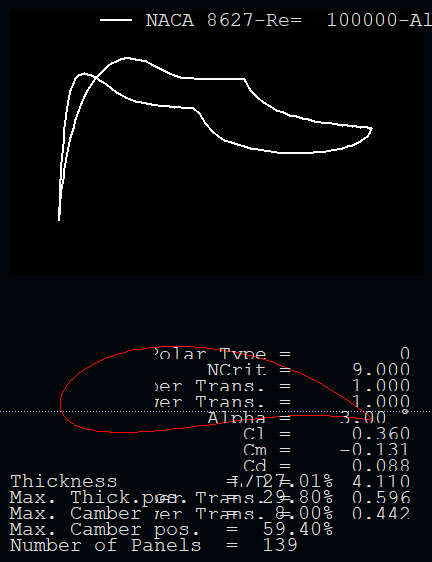 NACA 8627-Re=  100000-Al
Polar Type =  0
NCrit =  9.000
per Trans. =  1.000
per Trans. =  1.000
Alpha =  3.00 °
Cl =  0.360
Cm =  -0.131
Cd =  0.088
L/D =  4.110
Thickness  =  27.01%
per Trans. =  0.596
Max. Thick.pos.  =  29.80%
per Trans. =  0.442
Max. Camber  =  8.00%
Max. Camber pos.  =  59.40%
Number of Panels  =  139